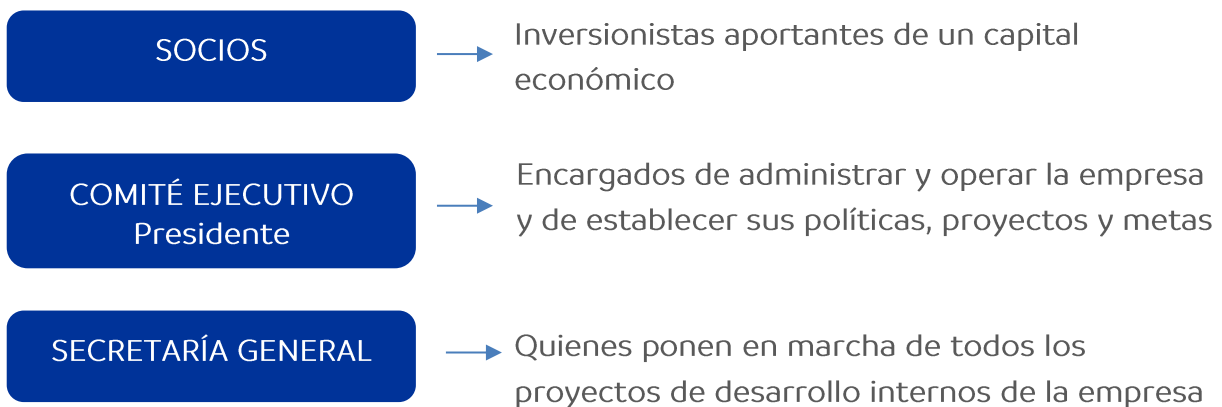 SOCIOS
Inversionistas aportantes de un capital
económico
COMITÉ EJECUTIVO
Presidente
Encargados de administrar y operar la empresa
y de establecer sus políticas, proyectos y metas
SECRETARÍA GENERAL
Quienes ponen en marcha de todos los
proyectos de desarrollo internos de la empresa